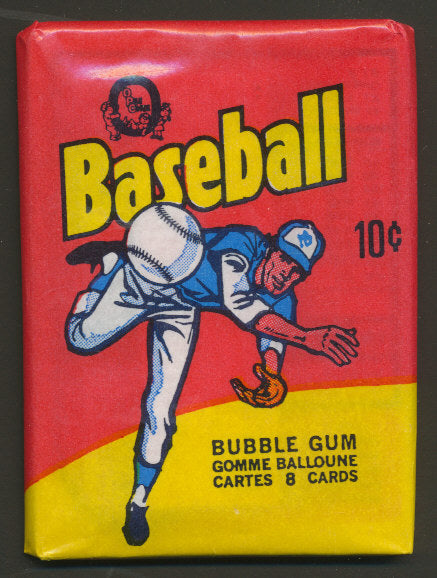 Baseball
10¢
BUBBLE GUM
GOMME BALLOUNE
CARTES 8 CARDS